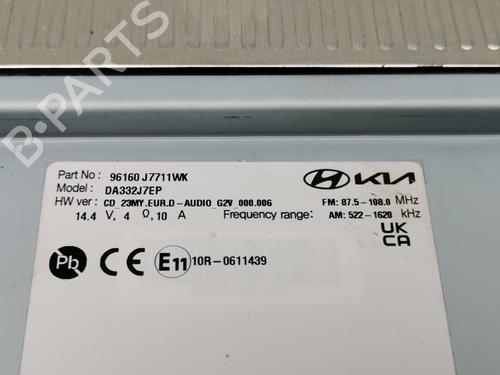 B-PARTS
Part No : 96160 J7711WK
Model : DA332J7EP
HW ver : CD_23MY.EUR.D-AUDIO_G2V_000.006
14.4 V, 4 Ω, 10 A Frequency range:
KIA
FM: 87.5-108.0 MHz
AM: 522-1620 kHz
UK
CA
Pb CE E11 10R-0611439